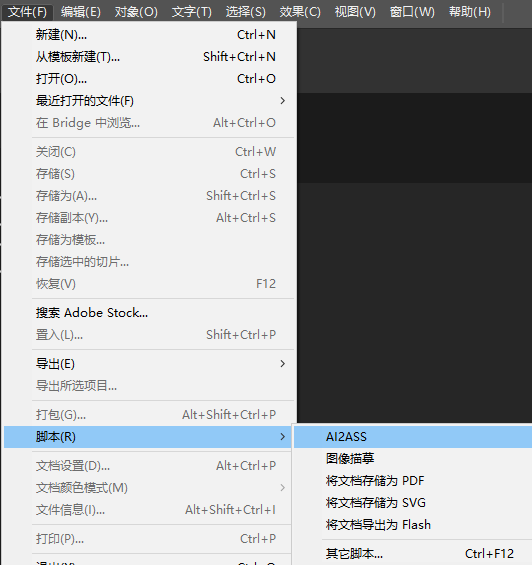 文件(F) 编辑(E) 对象(O) 文字(T) 选择(S) 效果(C) 视图(V) 窗口(W) 帮助(H)
新建(N)... Ctrl+N
从模板新建(T)... Shift+Ctrl+N
打开(O)... Ctrl+O
最近打开的文件(F)
在 Bridge 中浏览... Alt+Ctrl+O
关闭(C) Ctrl+W
存储(S) Ctrl+S
存储为(A)... Shift+Ctrl+S
存储副本(Y)... Alt+Ctrl+S
存储为模板...
存储选中的切片...
恢复(V) F12
搜索 Adobe Stock...
置入(L)... Shift+Ctrl+P
导出(E)
导出所选项目...
打包(G)... Alt+Shift+Ctrl+P
脚本(R) AI2ASS
图像描摹
文档设置(D)... Alt+Ctrl+P 将文档存储为 PDF
文档颜色模式(M) 将文档存储为 SVG
文件信息(I)... Alt+Shift+Ctrl+I 将文档导出为 Flash
打印(P)... Ctrl+P 其它脚本... Ctrl+F12